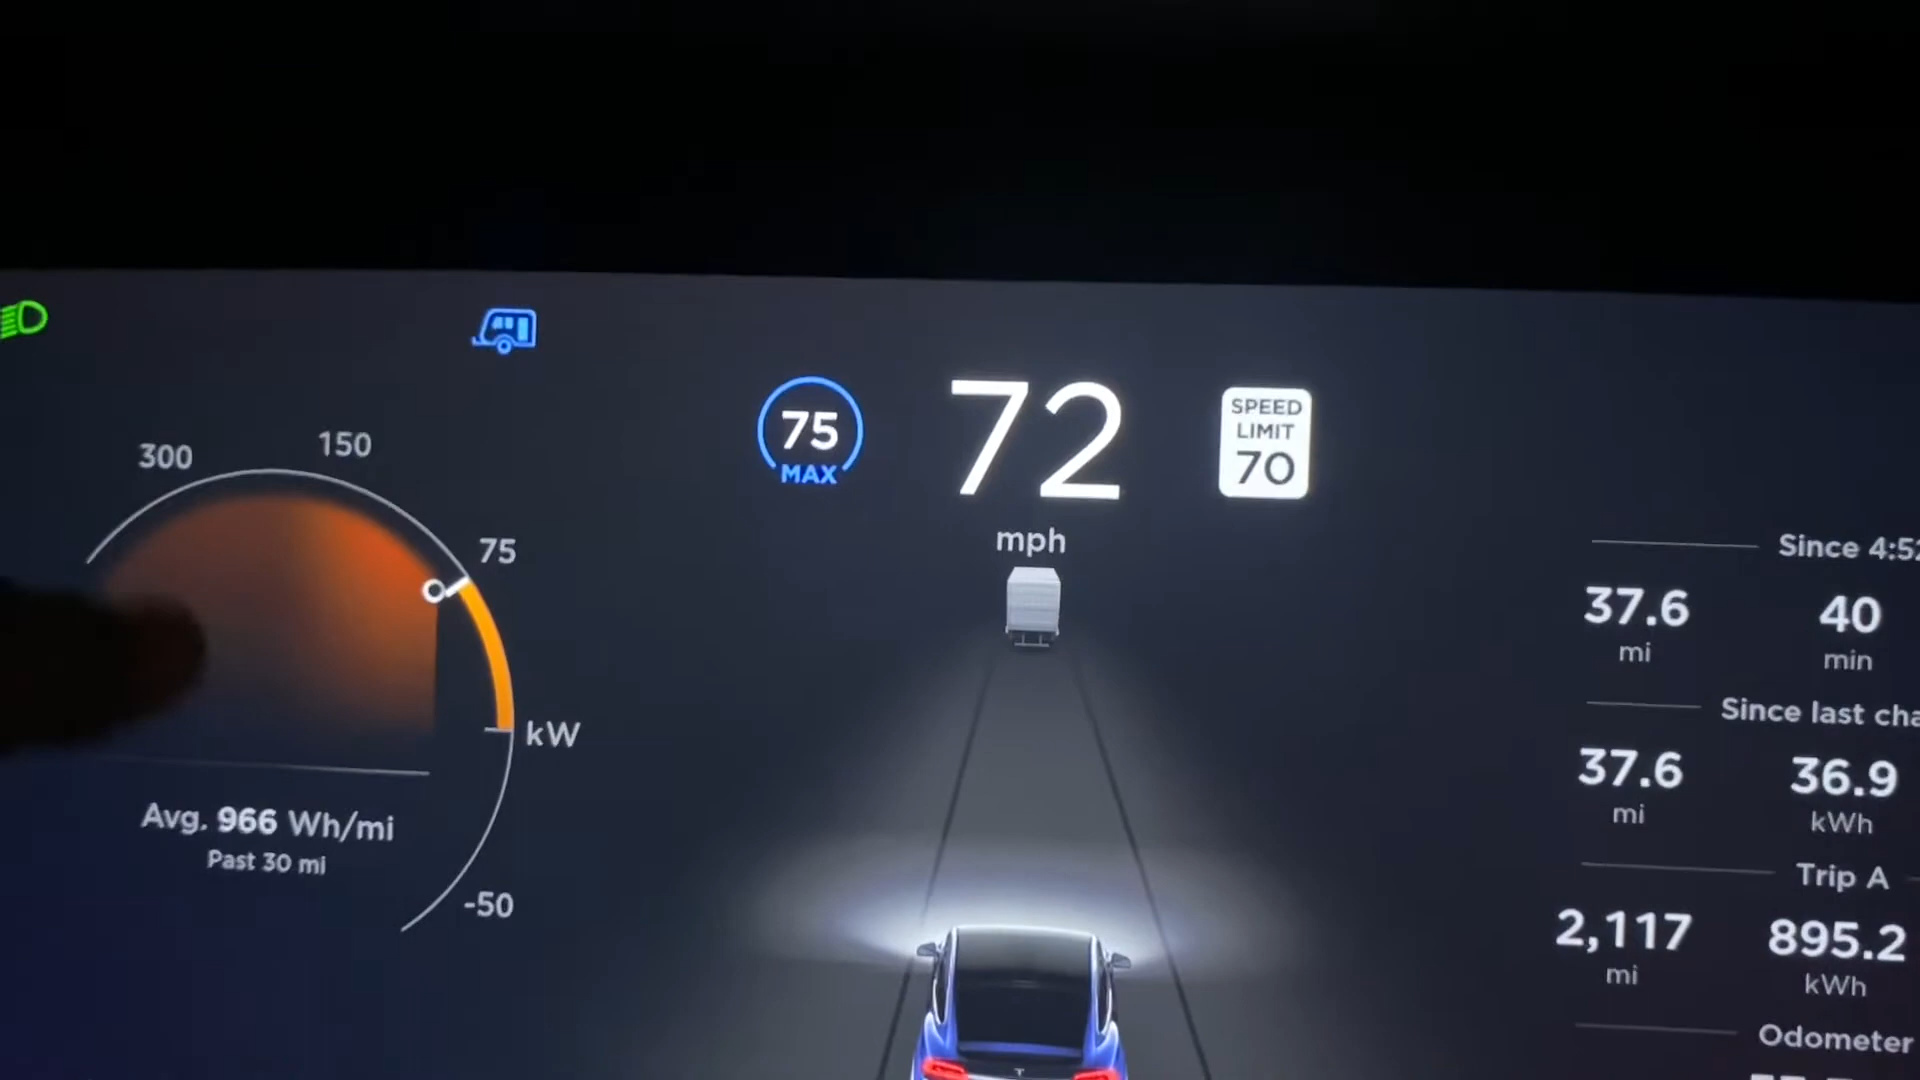 300
150
75
kW
-50
Avg. 966 Wh/mi
Past 30 mi
75
MAX
72
mph
SPEED
LIMIT
70
Since 4:52
37.6
mi
40
min
Since last cha
37.6
mi
36.9
kWh
Trip A
2,117
mi
895.2
kWh
Odometer